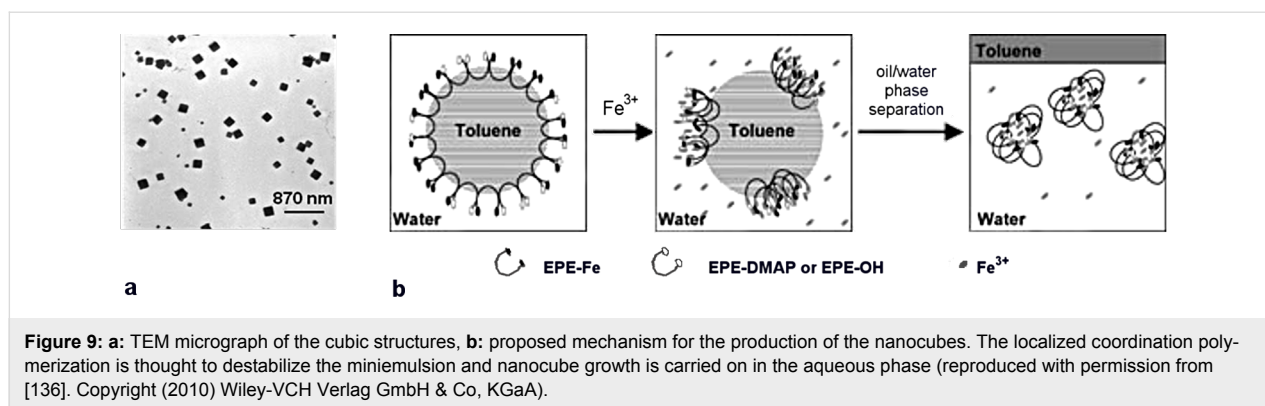 870 nm
a
Toluene
Water
Fe3+
Toluene
Water
oil/water
phase
separation
Toluene
Water
b
EPE-Fe
EPE-DMAP or EPE-OH
Fe3+
Figure 9: a: TEM micrograph of the cubic structures, b: proposed mechanism for the production of the nanocubes. The localized coordination poly-
merization is thought to destabilize the miniemulsion and nanocube growth is carried on in the aqueous phase (reproduced with permission from
[136]. Copyright (2010) Wiley-VCH Verlag GmbH & Co, KGaA).